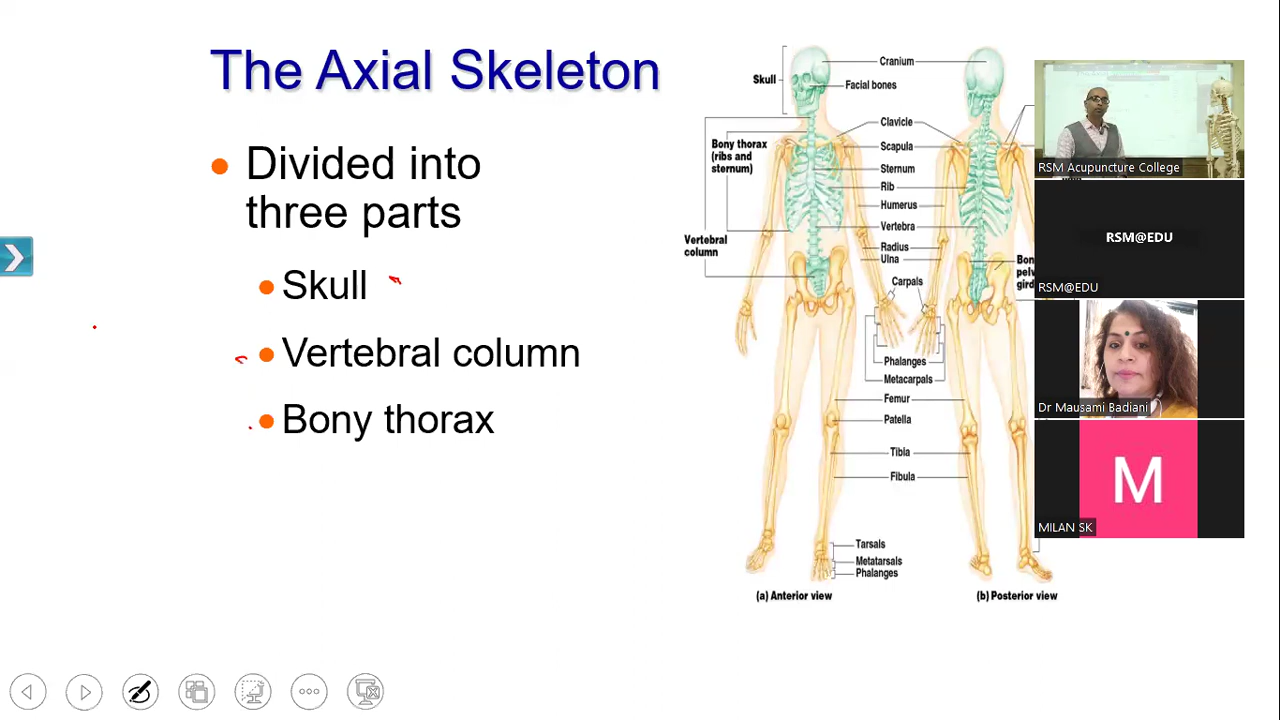 The Axial Skeleton
Divided into
three parts
Skull
Vertebral column
Bony thorax
Skull
Cranium
Facial bones
Clavicle
Bony thorax
(ribs and
sternum)
Scapula
Sternum
Rib
Humerus
Vertebra
Vertebral
column
Radius
Ulna
Carpals
Phalanges
Metacarpals
Femur
Patella
Tibia
Fibula
Tarsals
Metatarsals
Phalanges
(a) Anterior view
(b) Posterior view
Bon
pelv
gird
RSM Acupuncture College
RSM@EDU
RSM@EDU
Dr Mausami Badiani
M
MILAN SK